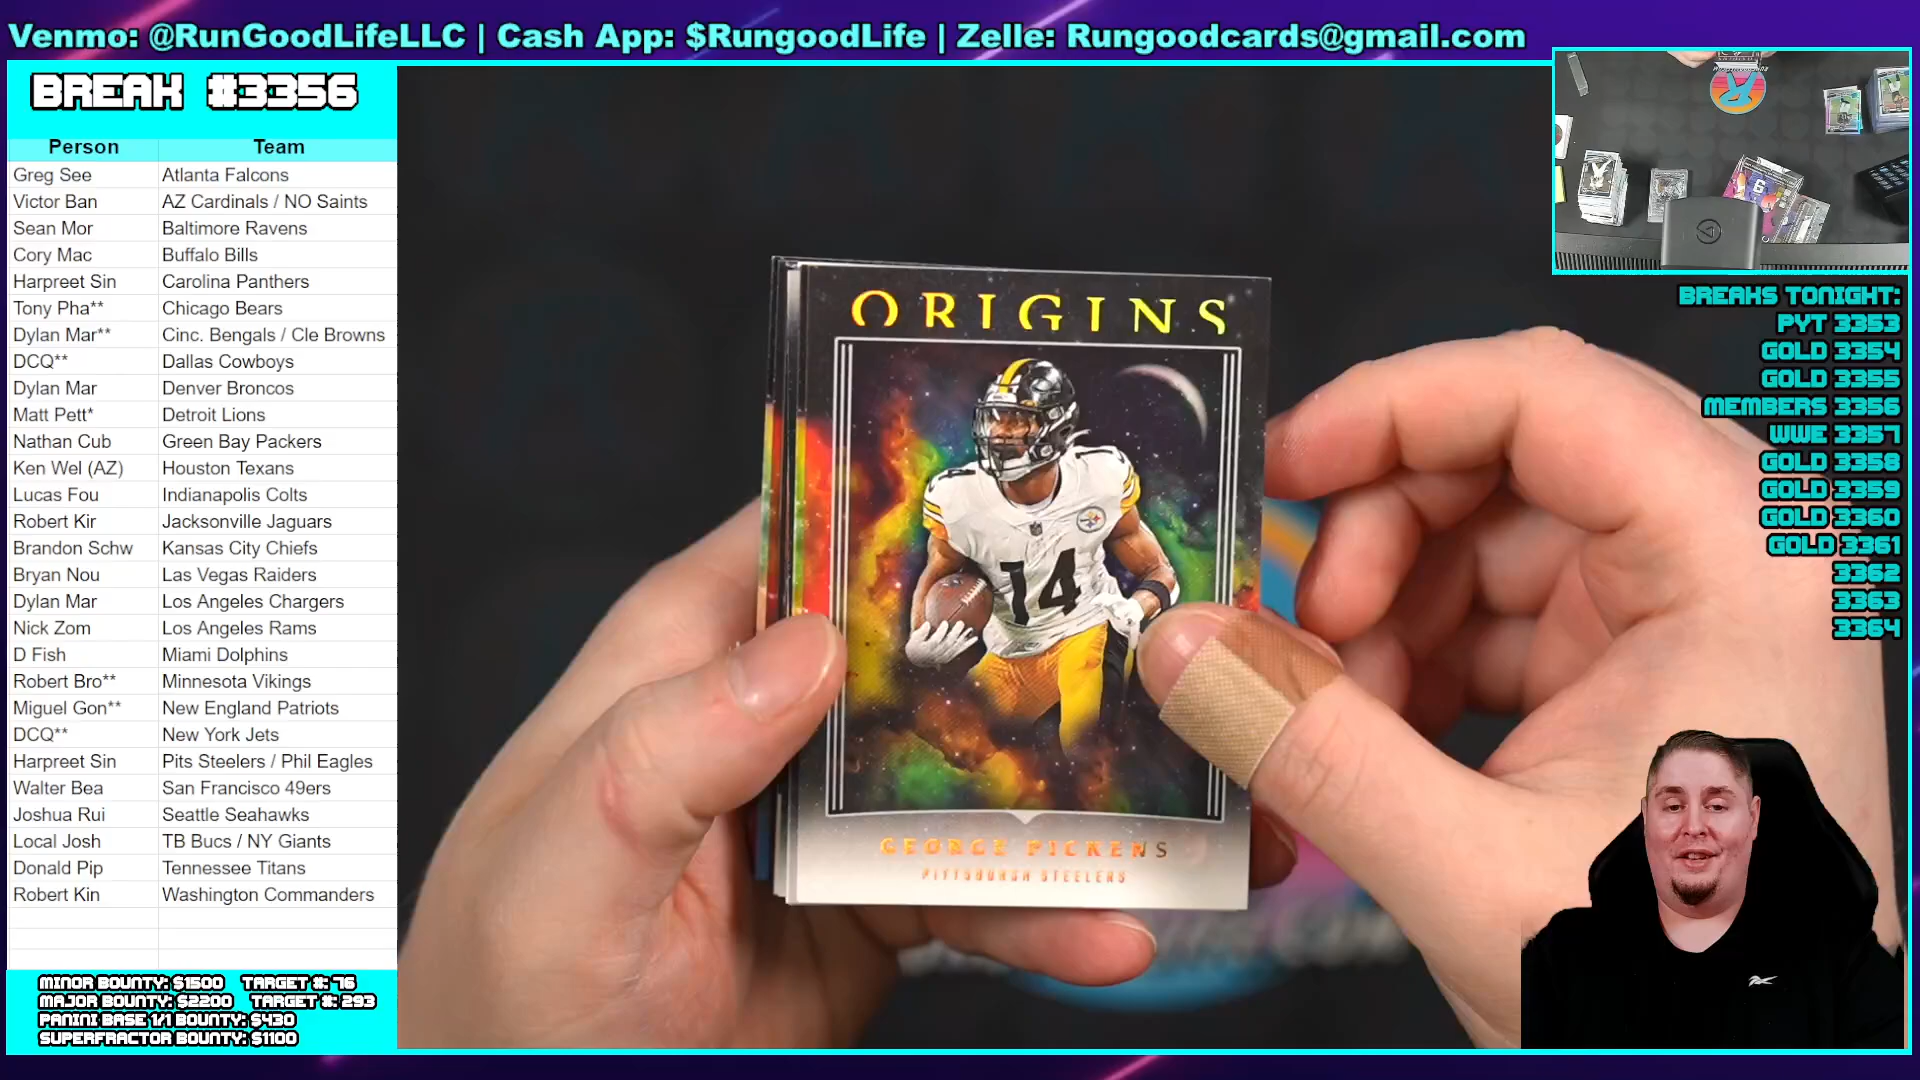 Venmo: @RunGoodLifeLLC | Cash App: $RungoodLife | Zelle: Rungoodcards@gmail.com
BREAK #3356
Person Team
Greg See Atlanta Falcons
Victor Ban AZ Cardinals / NO Saints
Sean Mor Baltimore Ravens
Cory Mac Buffalo Bills
Harpreet Sin Carolina Panthers
Tony Pha** Chicago Bears
Dylan Mar** Cinc. Bengals / Cle Browns
DCQ** Dallas Cowboys
Dylan Mar Denver Broncos
Matt Pett* Detroit Lions
Nathan Cub Green Bay Packers
Ken Wel (AZ) Houston Texans
Lucas Fou Indianapolis Colts
Robert Kir Jacksonville Jaguars
Brandon Schw Kansas City Chiefs
Bryan Nou Las Vegas Raiders
Dylan Mar Los Angeles Chargers
Nick Zom Los Angeles Rams
D Fish Miami Dolphins
Robert Bro** Minnesota Vikings
Miguel Gon** New England Patriots
DCQ** New York Jets
Harpreet Sin Pits Steelers / Phil Eagles
Walter Bea San Francisco 49ers
Joshua Rui Seattle Seahawks
Local Josh TB Bucs / NY Giants
Donald Pip Tennessee Titans
Robert Kin Washington Commanders
MINOR BOUNTY: $1500 TARGET #: 76
MAJOR BOUNTY: $2200 TARGET #: 293
PANINI BASE 1/1 BOUNTY: $430
SUPERFRACTOR BOUNTY: $1100
ORIGINS
14
14
GEORGE PICKENS
PITTSBURGH STEELERS
BREAKS TONIGHT:
PYT 3353
GOLD 3354
GOLD 3355
MEMBERS 3356
WWE 3357
GOLD 3358
GOLD 3359
GOLD 3360
GOLD 3361
3362
3363
3364